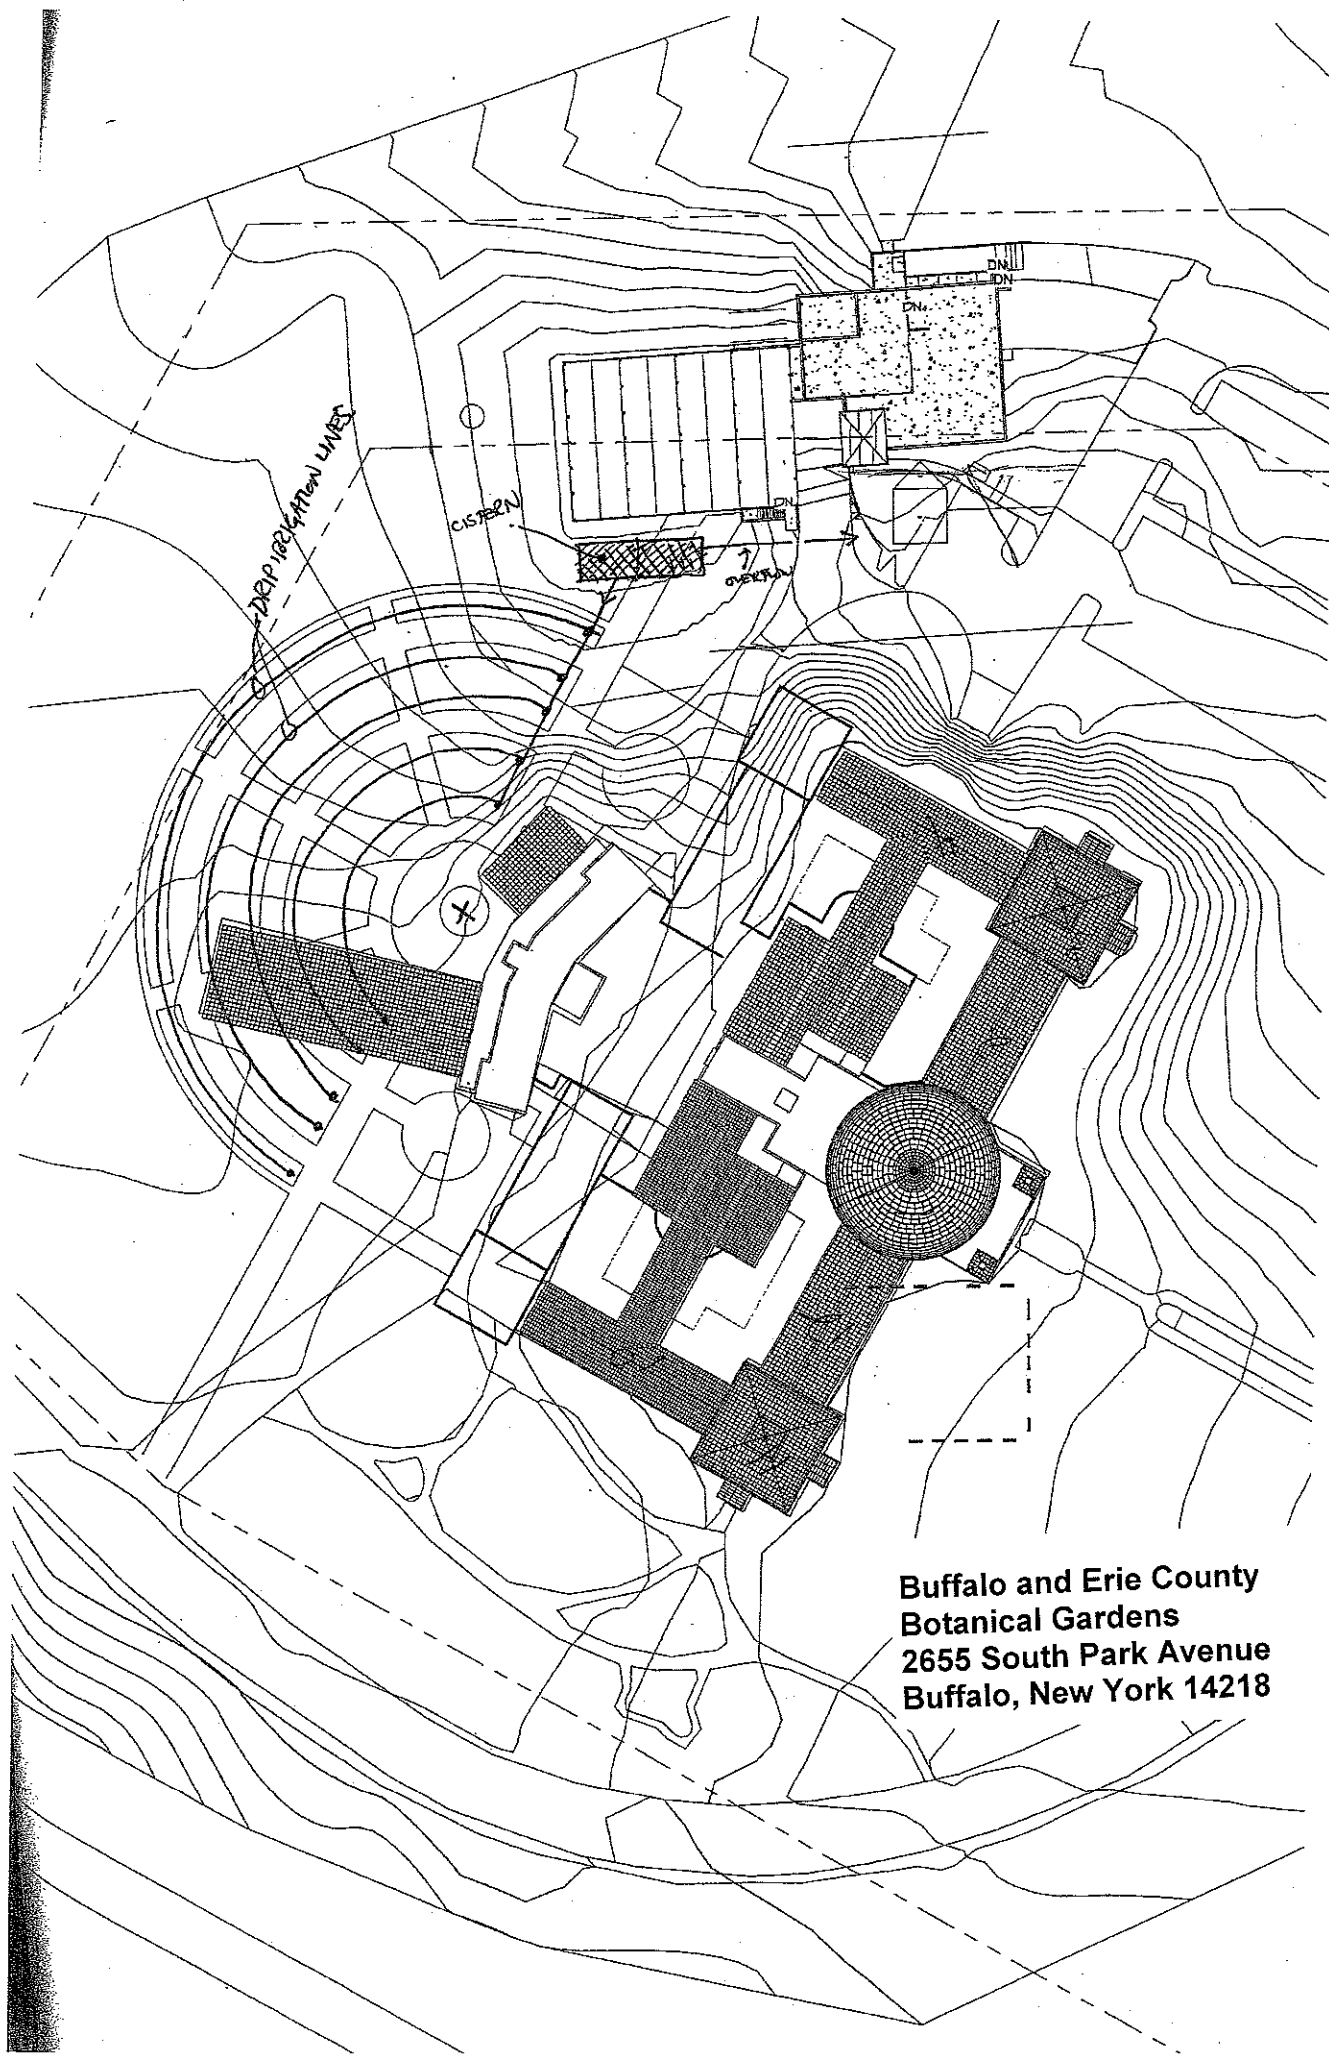 DN
DN
DN
DRIP IRRIGATION LINES
CISTERN
DN
OVERFLOW
Buffalo and Erie County
Botanical Gardens
2655 South Park Avenue
Buffalo, New York 14218